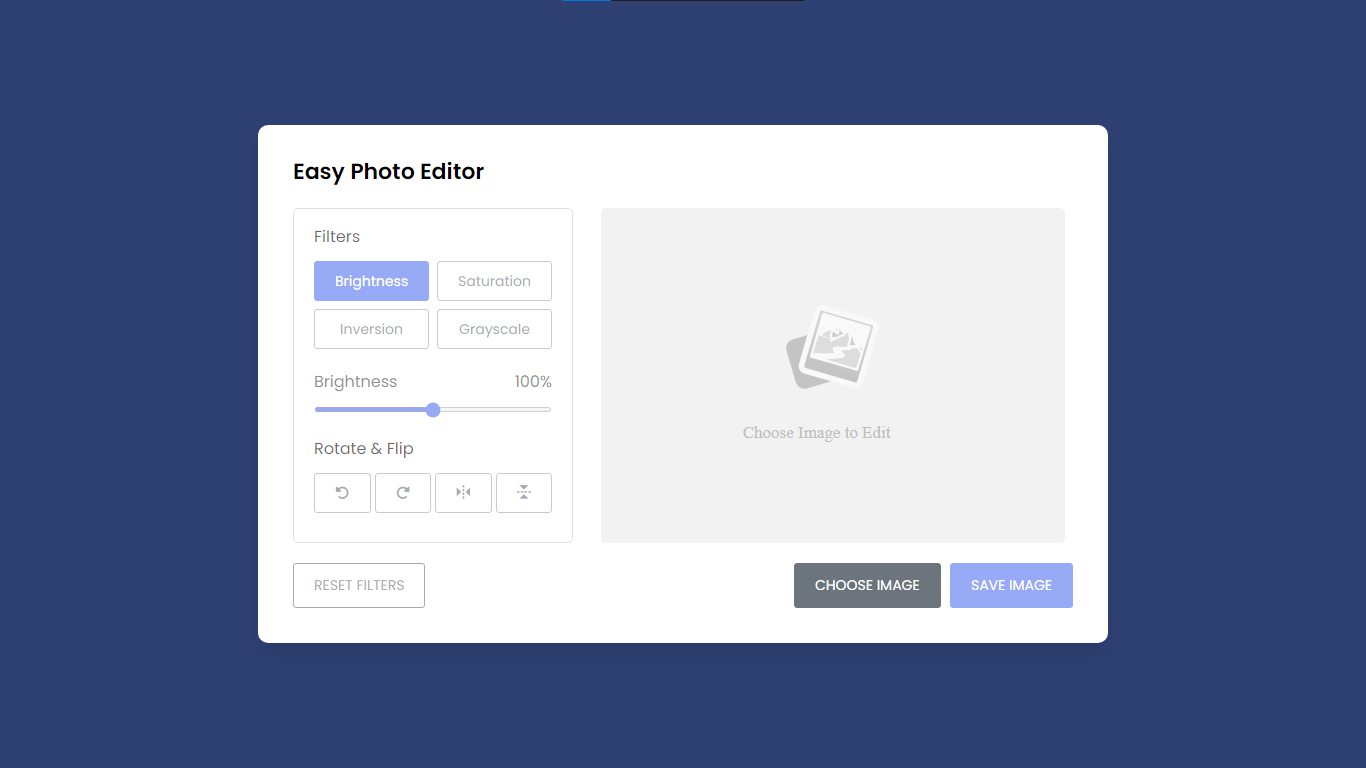 Easy Photo Editor
Filters
Brightness
Saturation
Inversion
Grayscale
Brightness 100%
Rotate & Flip
Choose Image to Edit
RESET FILTERS
CHOOSE IMAGE
SAVE IMAGE